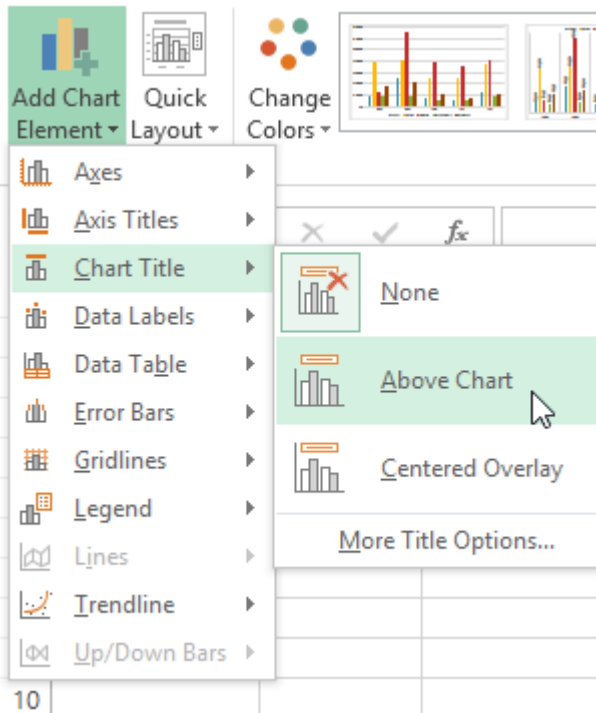 Add Chart Element
Quick Layout
Change Colors
Axes
Axis Titles
Chart Title
Data Labels
Data Table
Error Bars
Gridlines
Legend
Lines
Trendline
Up/Down Bars
fx
None
Above Chart
Centered Overlay
More Title Options...
10